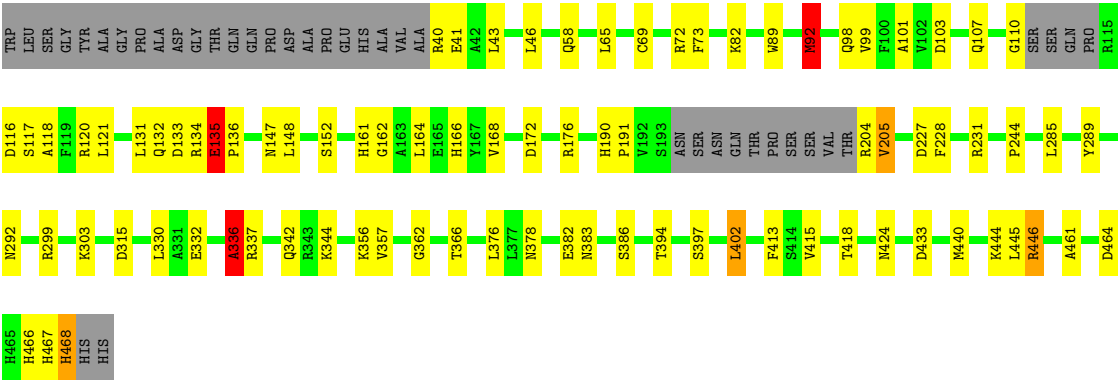 TRP LEU SER GLY TYR ALA GLY PRO ALA ASP GLY THR GLN GLN PRO ASP ALA PRO GLU HIS ALA VAL ALA R40 E41 A42 L43 L46 Q58 L65 C69 R72 F73 K82 W89 M92 Q98 V99 F100 A101 V102 D103 Q107 G110 SER SER GLN PRO R115
D116 S117 A118 F119 R120 L121 L131 Q132 D133 R134 E135 P136 N147 L148 S152 H161 G162 A163 L164 E165 H166 Y167 V168 D172 R176 H190 P191 V192 S193 ASN SER ASN GLN THR PRO SER SER VAL THR R204 V205 D227 F228 R231 P244 L285 Y289
N292 R299 K303 D315 L330 A331 E332 A336 R337 Q342 R343 K344 K356 V357 G362 T366 L376 L377 N378 E382 N383 S386 T394 S397 L402 F413 S414 V415 T418 N424 D433 M440 K444 L445 R446 A461 D464
H465 H466 H467 H468 HIS HIS